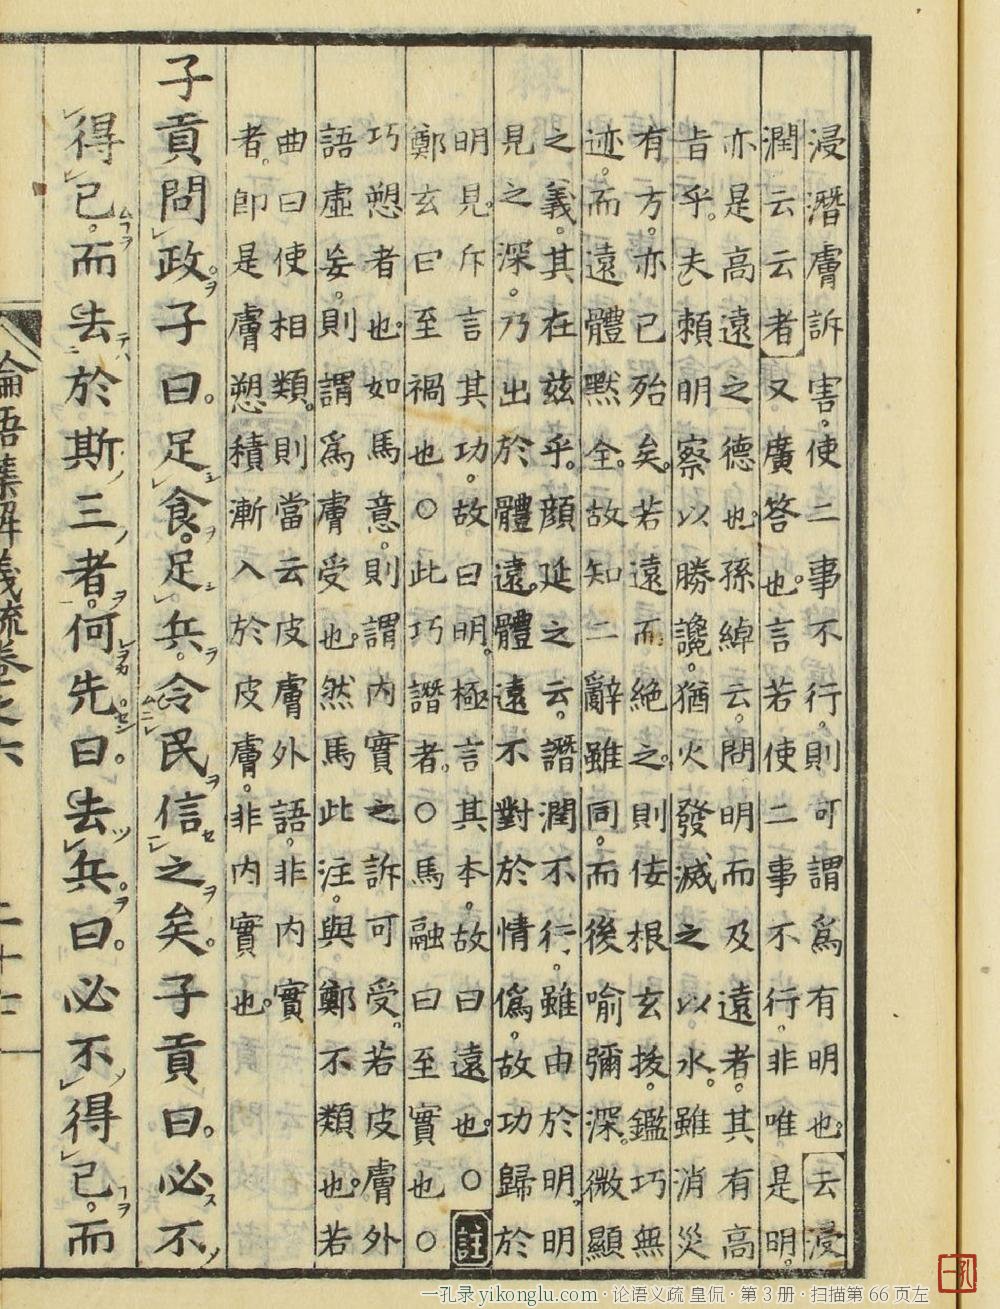 浸潛膚訴害使二事不行則可謂爲有明也云浸
潤云云者又廣答也言若使二事不行非唯是明
亦是高遠之德也孫綽云問明而及遠者其有高
旨乎夫賴明察以勝讒猶火發滅之以水雖消災
有方亦已殆矣若遠而絶之則佞根玄拔鑑巧無
迹而遠體黙全故知二辭雖同而後喻彌深微顯
之義其在茲乎顔延之云譖潤不行雖由於明明
見之深乃出於體遠體遠不對於情僞故功歸於
明見斥言其功故曰明極言其本故曰遠也○註
鄭玄曰至禍也○此巧譖者○馬融曰至實也○
巧愬者也如馬意則謂內實之訴可受若皮膚外
語虛妄則謂爲膚受也然馬此注與鄭不類也若
曲曰使相類則當云皮膚外語非內實
者即是膚愬積漸入於皮膚非內實也
子貢問政子曰足食足兵令民信之矣子貢曰必不
得已而去於斯三者何先曰去兵曰必不得已而
論語集解義疏卷之六
一孔录 yikonglu.com · 论语义疏 皇侃 · 第 3 册 · 扫描第 66 页左